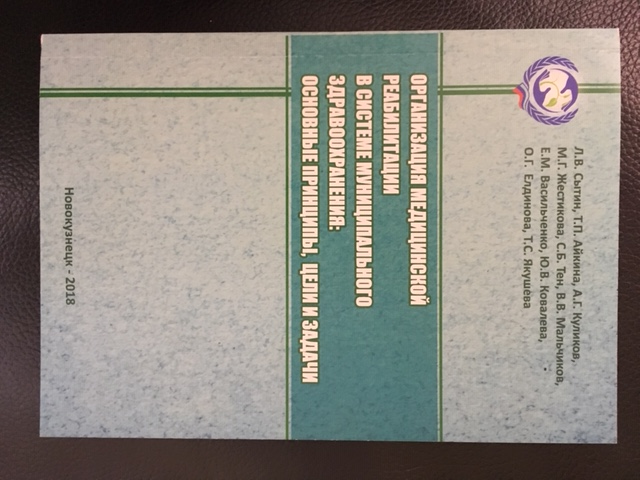 Л.В. Сытин, Т.П. Айкина, А.Г. Куликов,
М.Г. Жестикова, С.Б. Тен, В.В. Мальчиков,
Е.М. Васильченко, Ю.В. Ковалева,
О.Г. Елдинова, Т.С. Якушева
ОРГАНИЗАЦИЯ МЕДИЦИНСКОЙ
РЕАБИЛИТАЦИИ
В СИСТЕМЕ МУНИЦИПАЛЬНОГО
ЗДРАВООХРАНЕНИЯ:
ОСНОВНЫЕ ПРИНЦИПЫ, ЦЕЛИ И ЗАДАЧИ
Новокузнецк - 2018